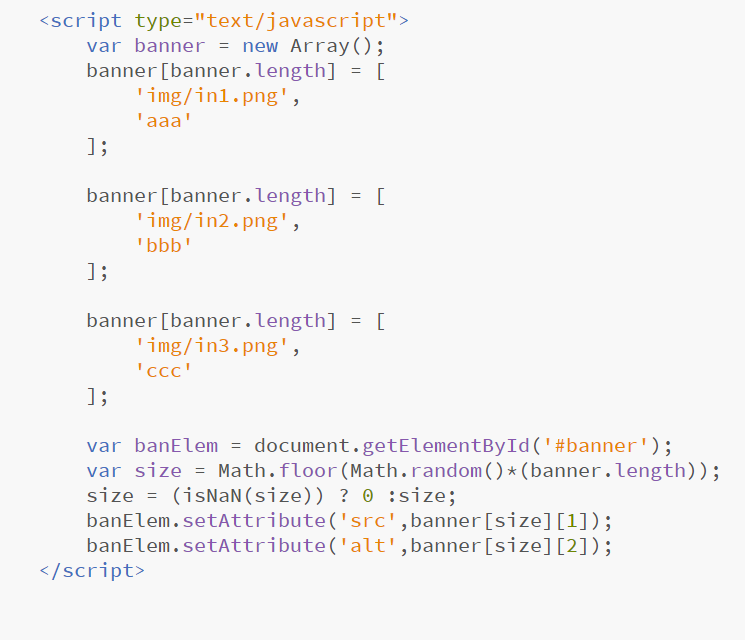 <script type="text/javascript">
    var banner = new Array();
    banner[banner.length] = [
        'img/in1.png',
        'aaa'
    ];

    banner[banner.length] = [
        'img/in2.png',
        'bbb'
    ];

    banner[banner.length] = [
        'img/in3.png',
        'ccc'
    ];

    var banElem = document.getElementById('#banner');
    var size = Math.floor(Math.random()*(banner.length));
    size = (isNaN(size)) ? 0 :size;
    banElem.setAttribute('src',banner[size][1]);
    banElem.setAttribute('alt',banner[size][2]);
</script>